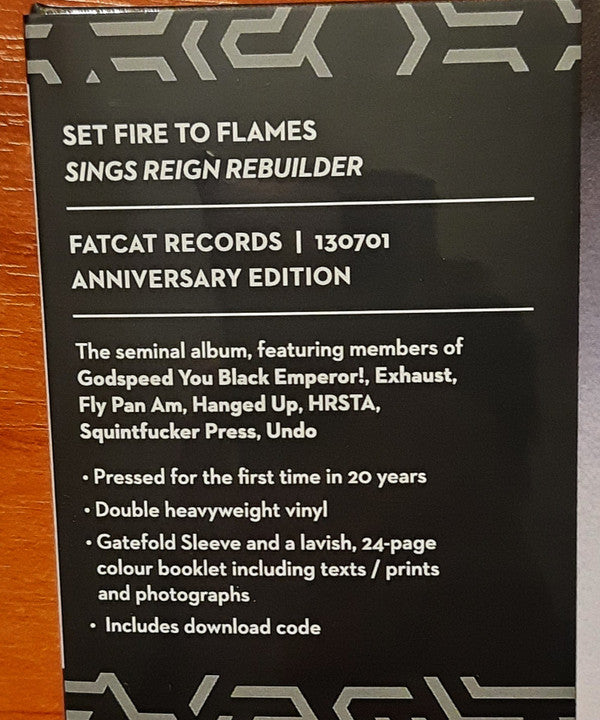 SET FIRE TO FLAMES
SINGS REIGN REBUILDER
FATCAT RECORDS | 130701
ANNIVERSARY EDITION
The seminal album, featuring members of
Godspeed You Black Emperor!, Exhaust,
Fly Pan Am, Hanged Up, HRSTA,
Squintfucker Press, Undo
• Pressed for the first time in 20 years
• Double heavyweight vinyl
• Gatefold Sleeve and a lavish, 24-page
colour booklet including texts / prints
and photographs.
• Includes download code